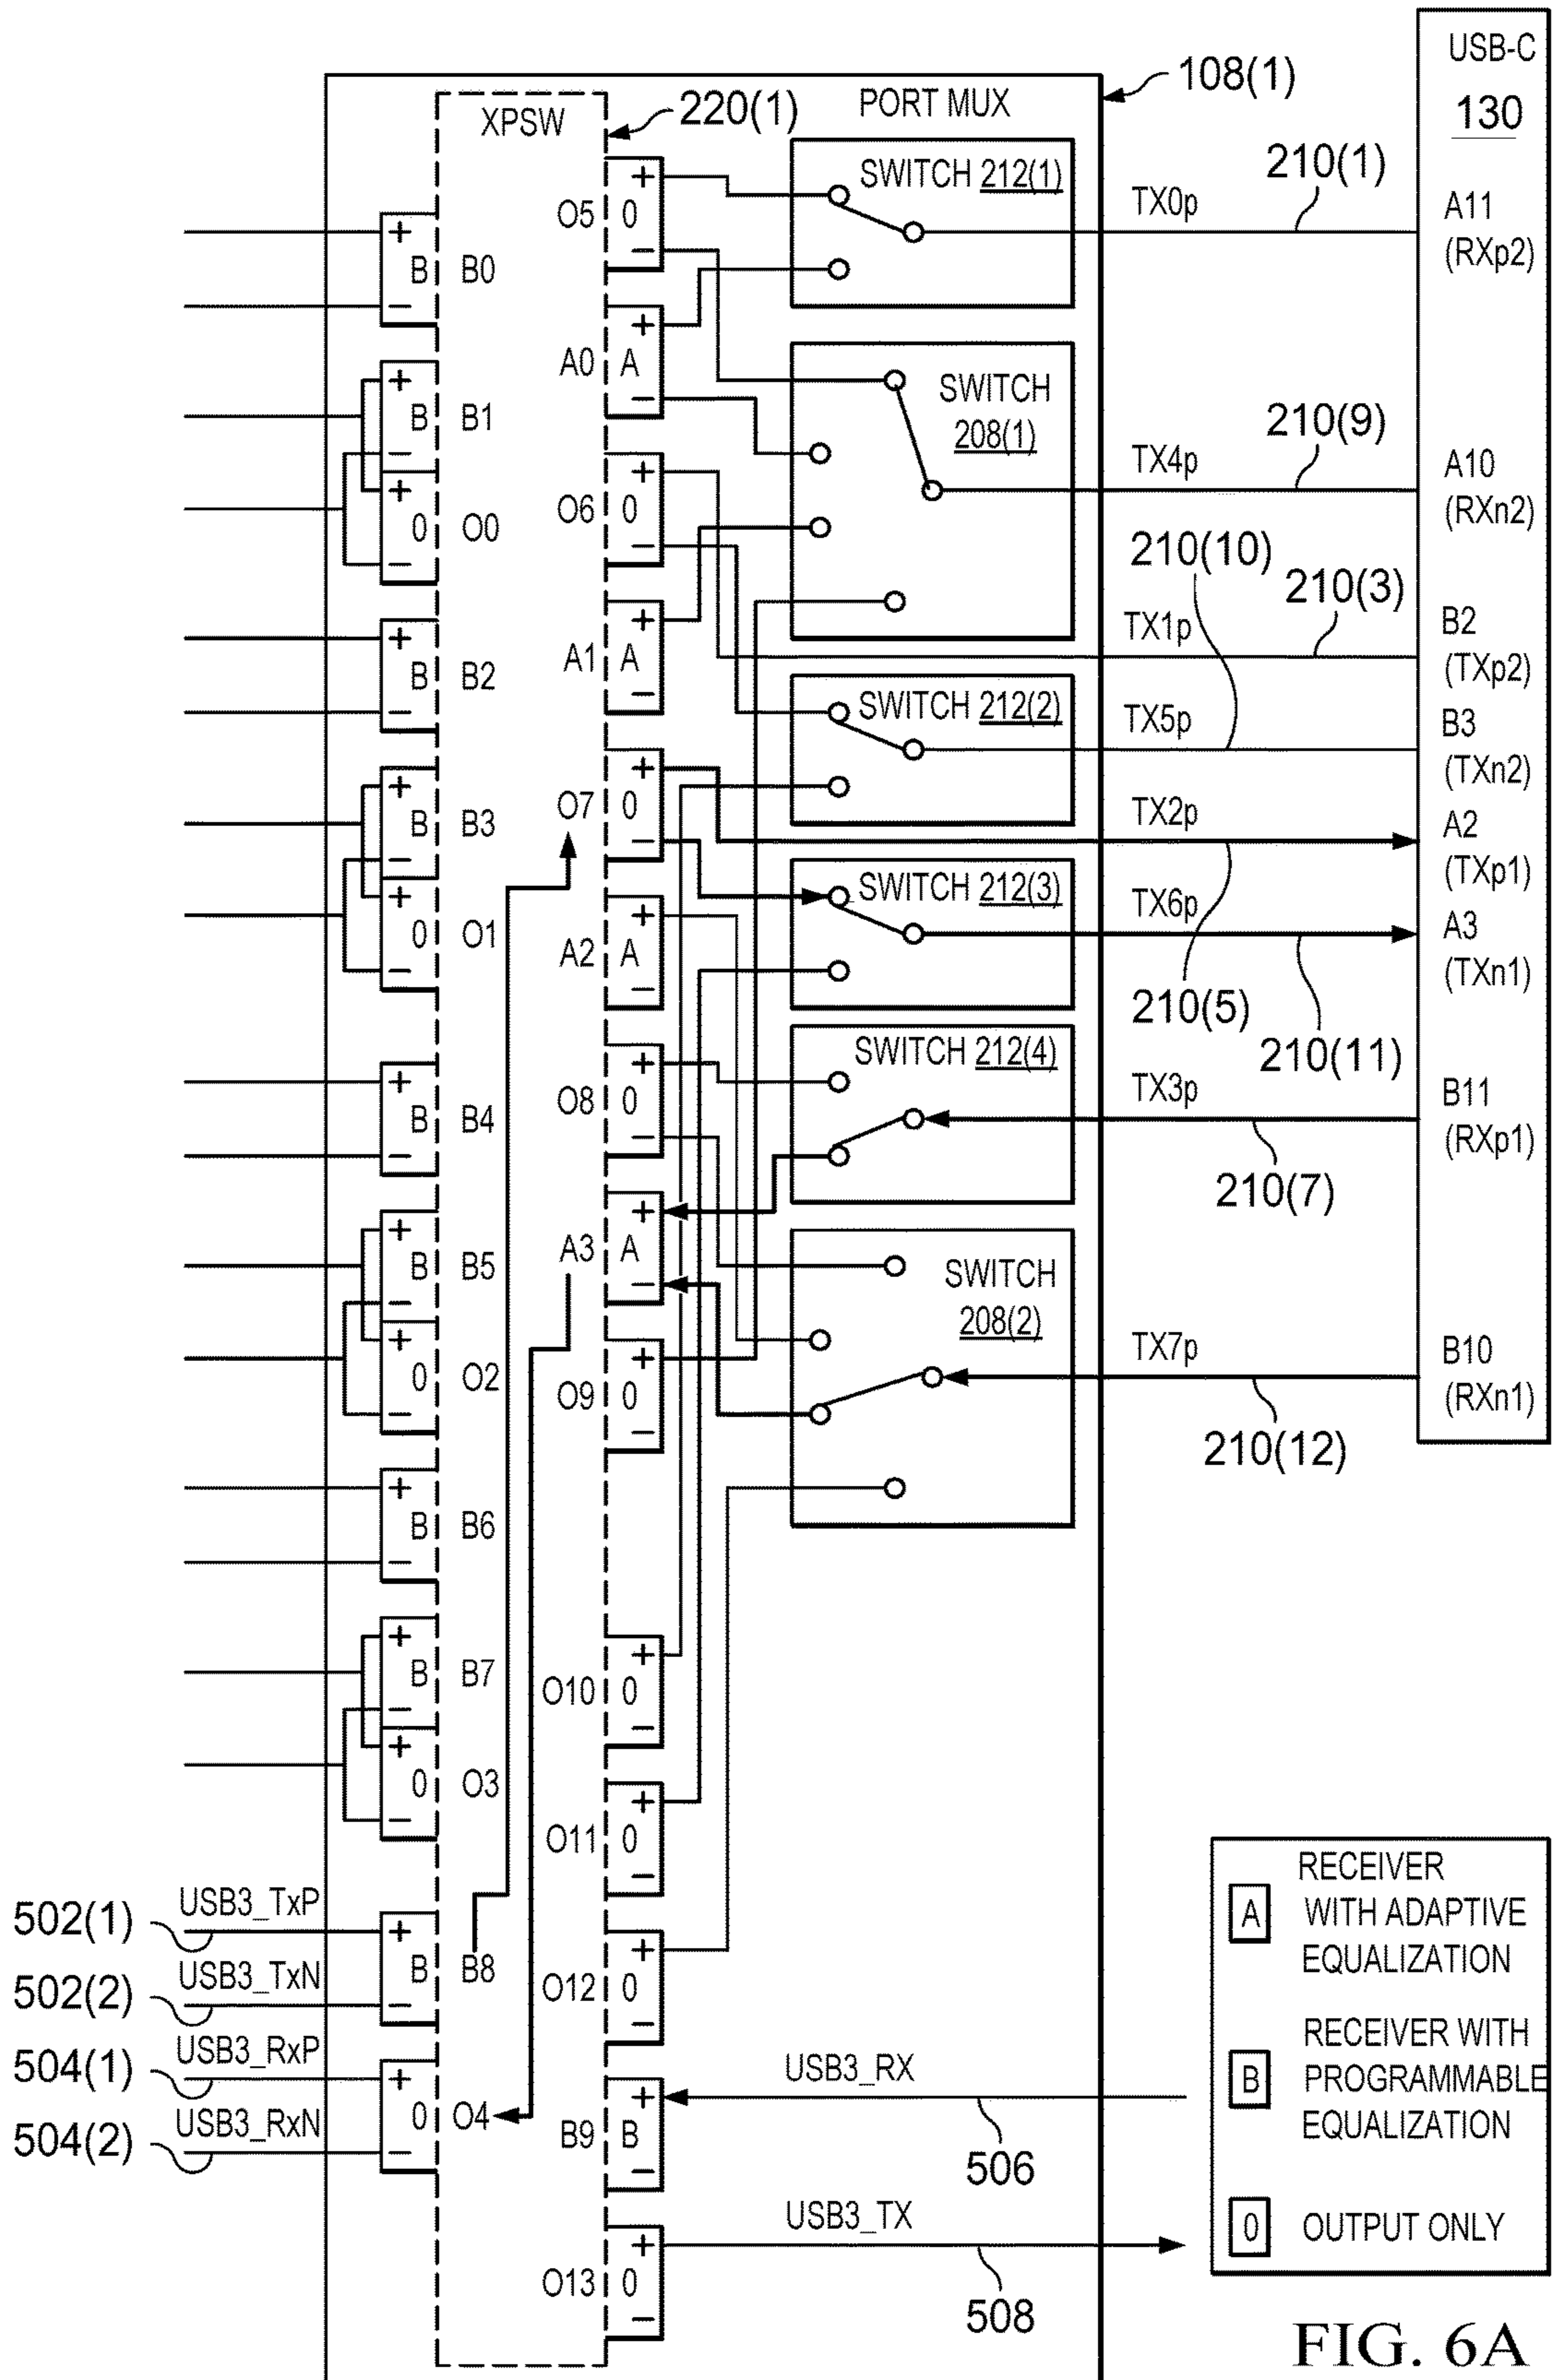 USB-C
130
108(1)
PORT MUX
XPSW
220(1)
SWITCH 212(1)
TX0p
210(1)
A11
(RXp2)
O5
+
0
−
+
B
−
B0
A0
+
A
−
SWITCH
208(1)
TX4p
210(9)
A10
(RXn2)
+
B
−
B1
+
0
−
O0
O6
+
0
−
210(10)
210(3)
TX1p
B2
(TXp2)
A1
+
A
−
+
B
−
B2
SWITCH 212(2)
TX5p
B3
(TXn2)
O7
+
0
−
+
B
−
B3
TX2p
A2
(TXp1)
SWITCH 212(3)
TX6p
A3
(TXn1)
+
0
−
O1
A2
+
A
−
210(5)
210(11)
SWITCH 212(4)
TX3p
B11
(RXp1)
O8
+
0
−
+
B
−
B4
210(7)
A3
+
A
−
+
B
−
B5
SWITCH
208(2)
TX7p
B10
(RXn1)
+
0
−
O2
O9
+
0
−
210(12)
+
B
−
B6
+
B
−
B7
O10
+
0
−
+
0
−
O3
O11
+
0
−
502(1)
USB3_TxP
502(2)
USB3_TxN
+
B
−
B8
O12
+
0
−
504(1)
USB3_RxP
504(2)
USB3_RxN
+
0
−
O4
B9
+
B
−
USB3_RX
506
O13
+
0
−
USB3_TX
508
A
RECEIVER
WITH ADAPTIVE
EQUALIZATION
B
RECEIVER WITH
PROGRAMMABLE
EQUALIZATION
0
OUTPUT ONLY
FIG. 6A